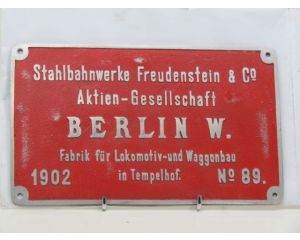 Stahlbahnwerke Freudenstein & Co
Aktien-Gesellschaft
BERLIN W.
Fabrik für Lokomotiv-und Waggonbau
1902 in Tempelhof. No 89.